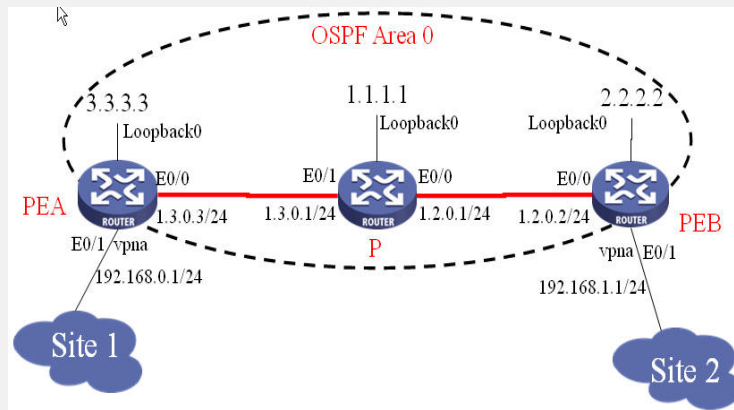 OSPF Area 0
3.3.3.3
1.1.1.1
2.2.2.2
Loopback0
Loopback0
Loopback0
E0/0
E0/1
E0/0
E0/0
PEA
ROUTER
1.3.0.3/24
1.3.0.1/24
ROUTER
1.2.0.1/24
1.2.0.2/24
ROUTER
PEB
P
E0/1
vpna
vpna
E0/1
192.168.0.1/24
192.168.1.1/24
Site 1
Site 2